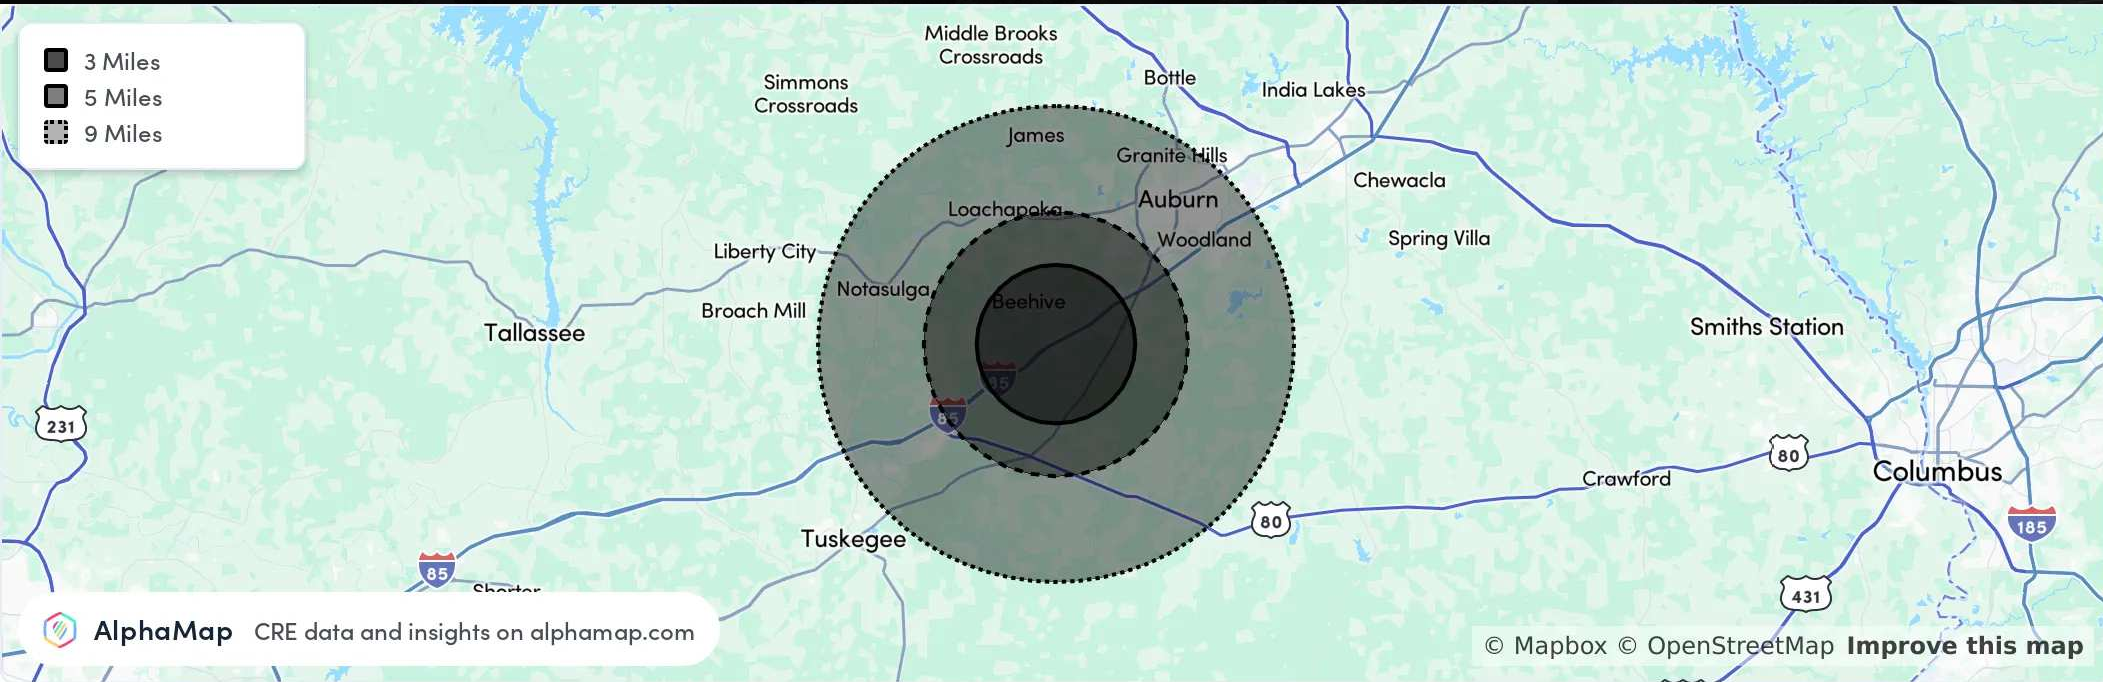 3 Miles
5 Miles
9 Miles
Middle Brooks
Crossroads
Simmons
Crossroads
Bottle
India Lakes
James
Granite Hills
Chewacla
Auburn
Loachapoka
Woodland
Spring Villa
Liberty City
Notasulga
Beehive
Broach Mill
Tallassee
Smiths Station
85
85
231
80
Columbus
Crawford
80
185
Tuskegee
85
Shorter
431
AlphaMap CRE data and insights on alphamap.com
© Mapbox © OpenStreetMap Improve this map